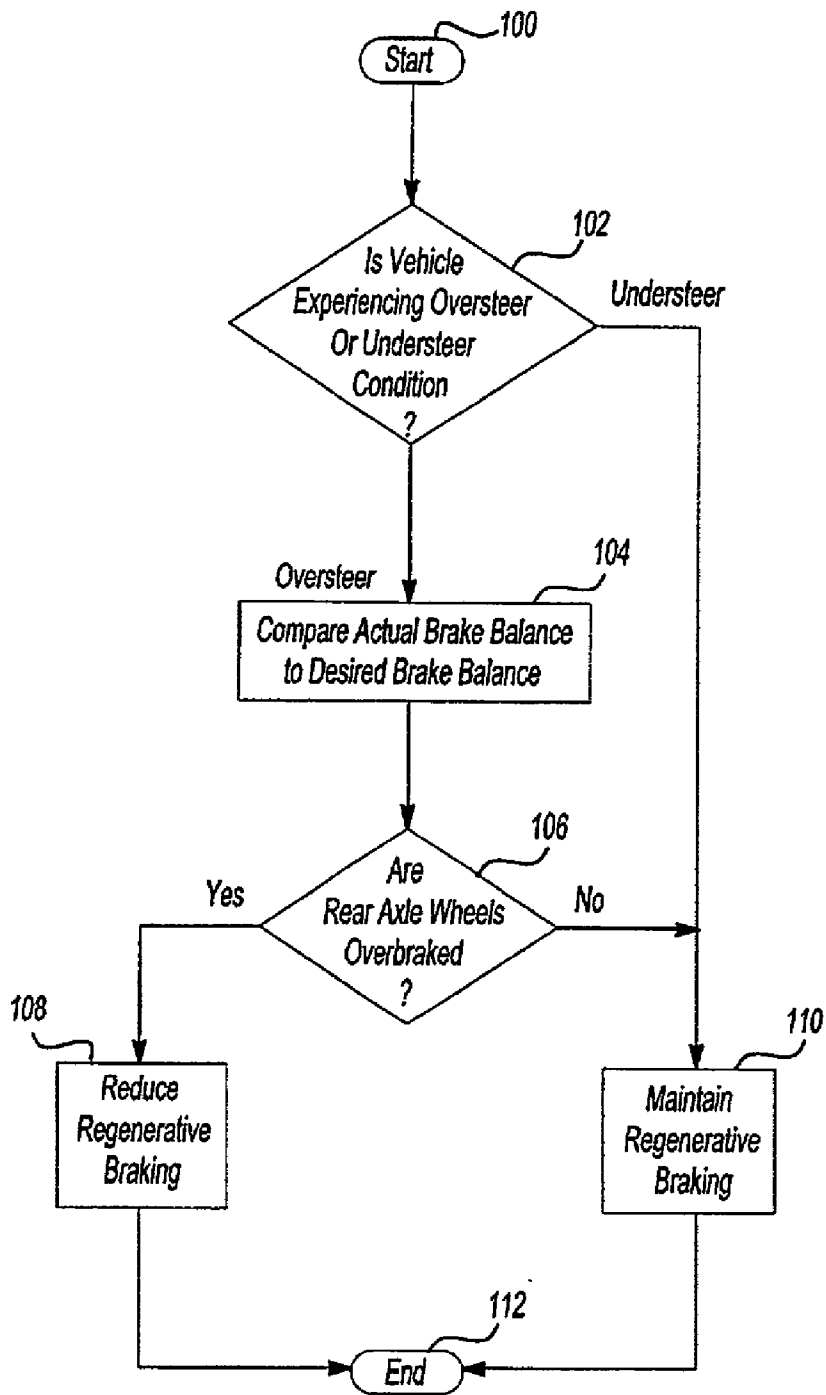 100
Start
102
Is Vehicle
Experiencing Oversteer
Or Understeer
Condition
?
Understeer
Oversteer
104
Compare Actual Brake Balance
to Desired Brake Balance
106
Are
Rear Axle Wheels
Overbraked
?
Yes
No
108
Reduce
Regenerative
Braking
110
Maintain
Regenerative
Braking
112
End